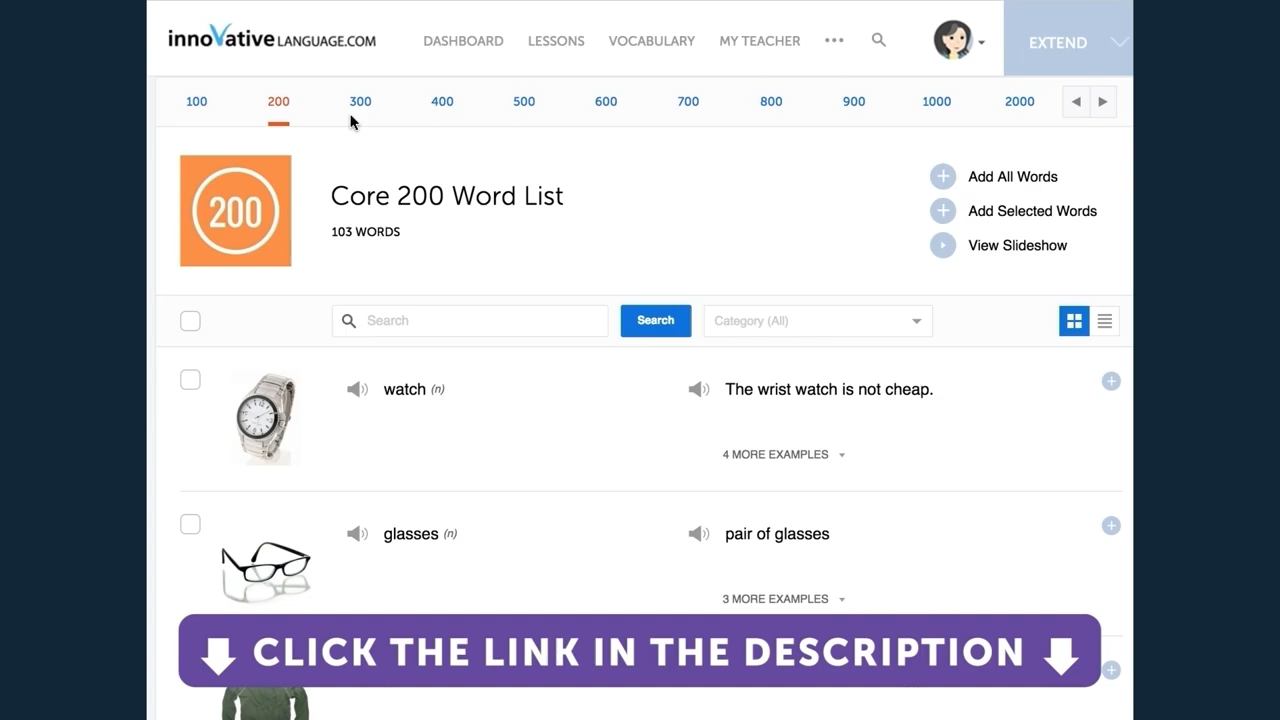 innoVative LANGUAGE.COM DASHBOARD LESSONS VOCABULARY MY TEACHER ••• EXTEND
100 200 300 400 500 600 700 800 900 1000 2000
200
Core 200 Word List
103 WORDS
Add All Words
Add Selected Words
View Slideshow
Search Search Category (All)
watch (n) The wrist watch is not cheap.
4 MORE EXAMPLES
glasses (n) pair of glasses
3 MORE EXAMPLES
CLICK THE LINK IN THE DESCRIPTION